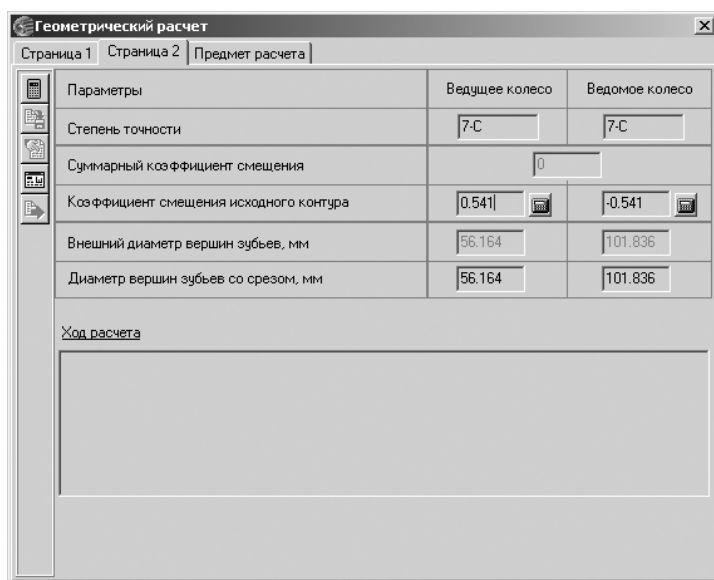 Геометрический расчет
Страница 1 Страница 2 Предмет расчета
Параметры Ведущее колесо Ведомое колесо
Степень точности 7-C 7-C
Суммарный коэффициент смещения 0
Коэффициент смещения исходного контура 0.541 -0.541
Внешний диаметр вершин зубьев, мм 56.164 101.836
Диаметр вершин зубьев со срезом, мм 56.164 101.836
Ход расчета